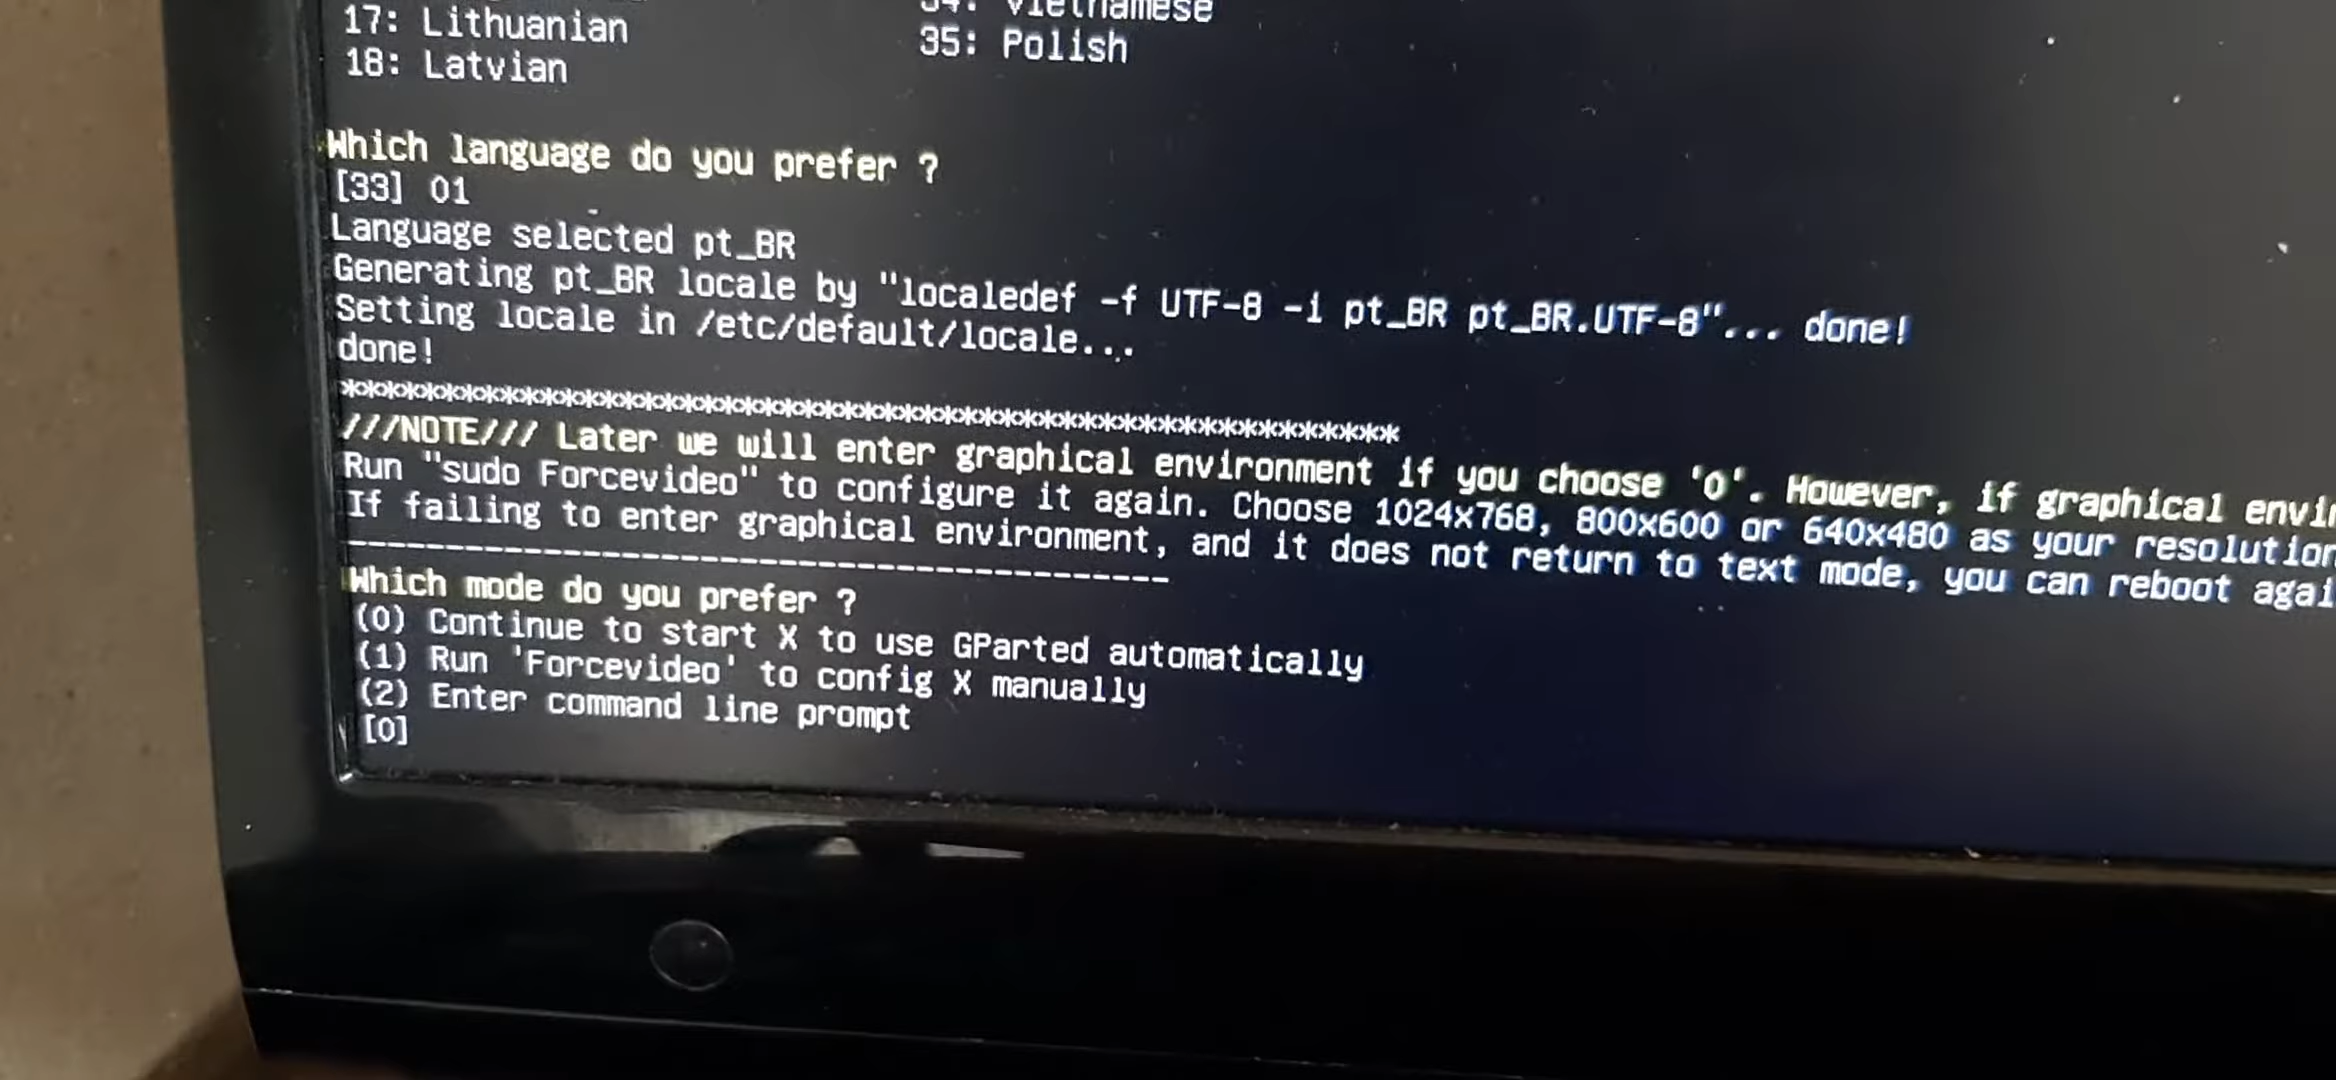 17: Lithuanian
18: Latvian
34: Vietnamese
35: Polish
Which language do you prefer ?
[33] 01
Language selected pt_BR
Generating pt_BR locale by "localedef -f UTF-8 -i pt_BR pt_BR.UTF-8"... done!
Setting locale in /etc/default/locale...
done!
///NOTE/// Later we will enter graphical environment if you choose '0'. However, if graphical
Run "sudo Forcevideo" to configure it again. Choose 1024x768, 800x600 or 640x480 as your resolution
If failing to enter graphical environment, and it does not return to text mode, you can reboot
Which mode do you prefer ?
(0) Continue to start X to use GParted automatically
(1) Run 'Forcevideo' to config X manually
(2) Enter command line prompt
[0]